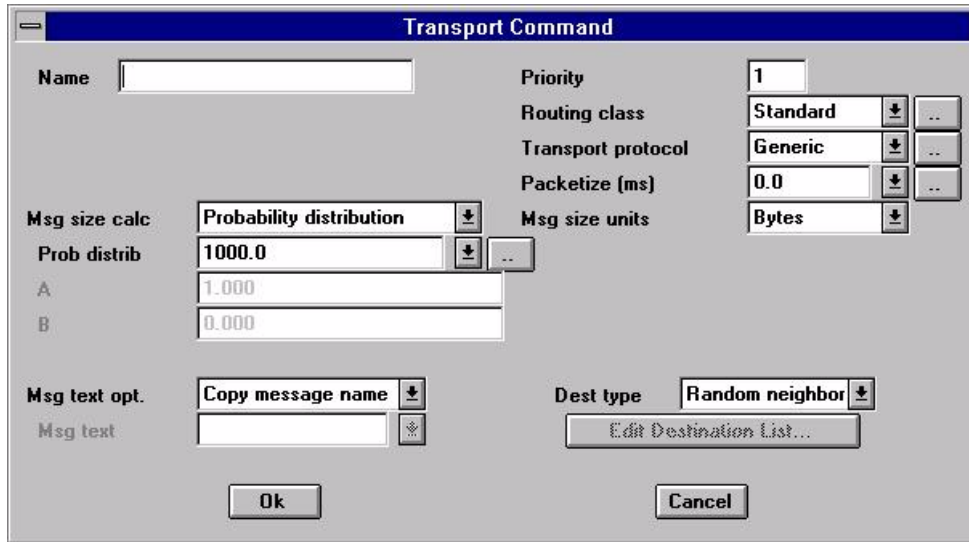 Transport Command
Name
Priority 1
Routing class Standard ..
Transport protocol Generic ..
Packetize (ms) 0.0 ..
Msg size calc Probability distribution Msg size units Bytes
Prob distrib 1000.0 ..
A 1.000
B 0.000
Msg text opt. Copy message name Dest type Random neighbor
Msg text Edit Destination List...
Ok Cancel